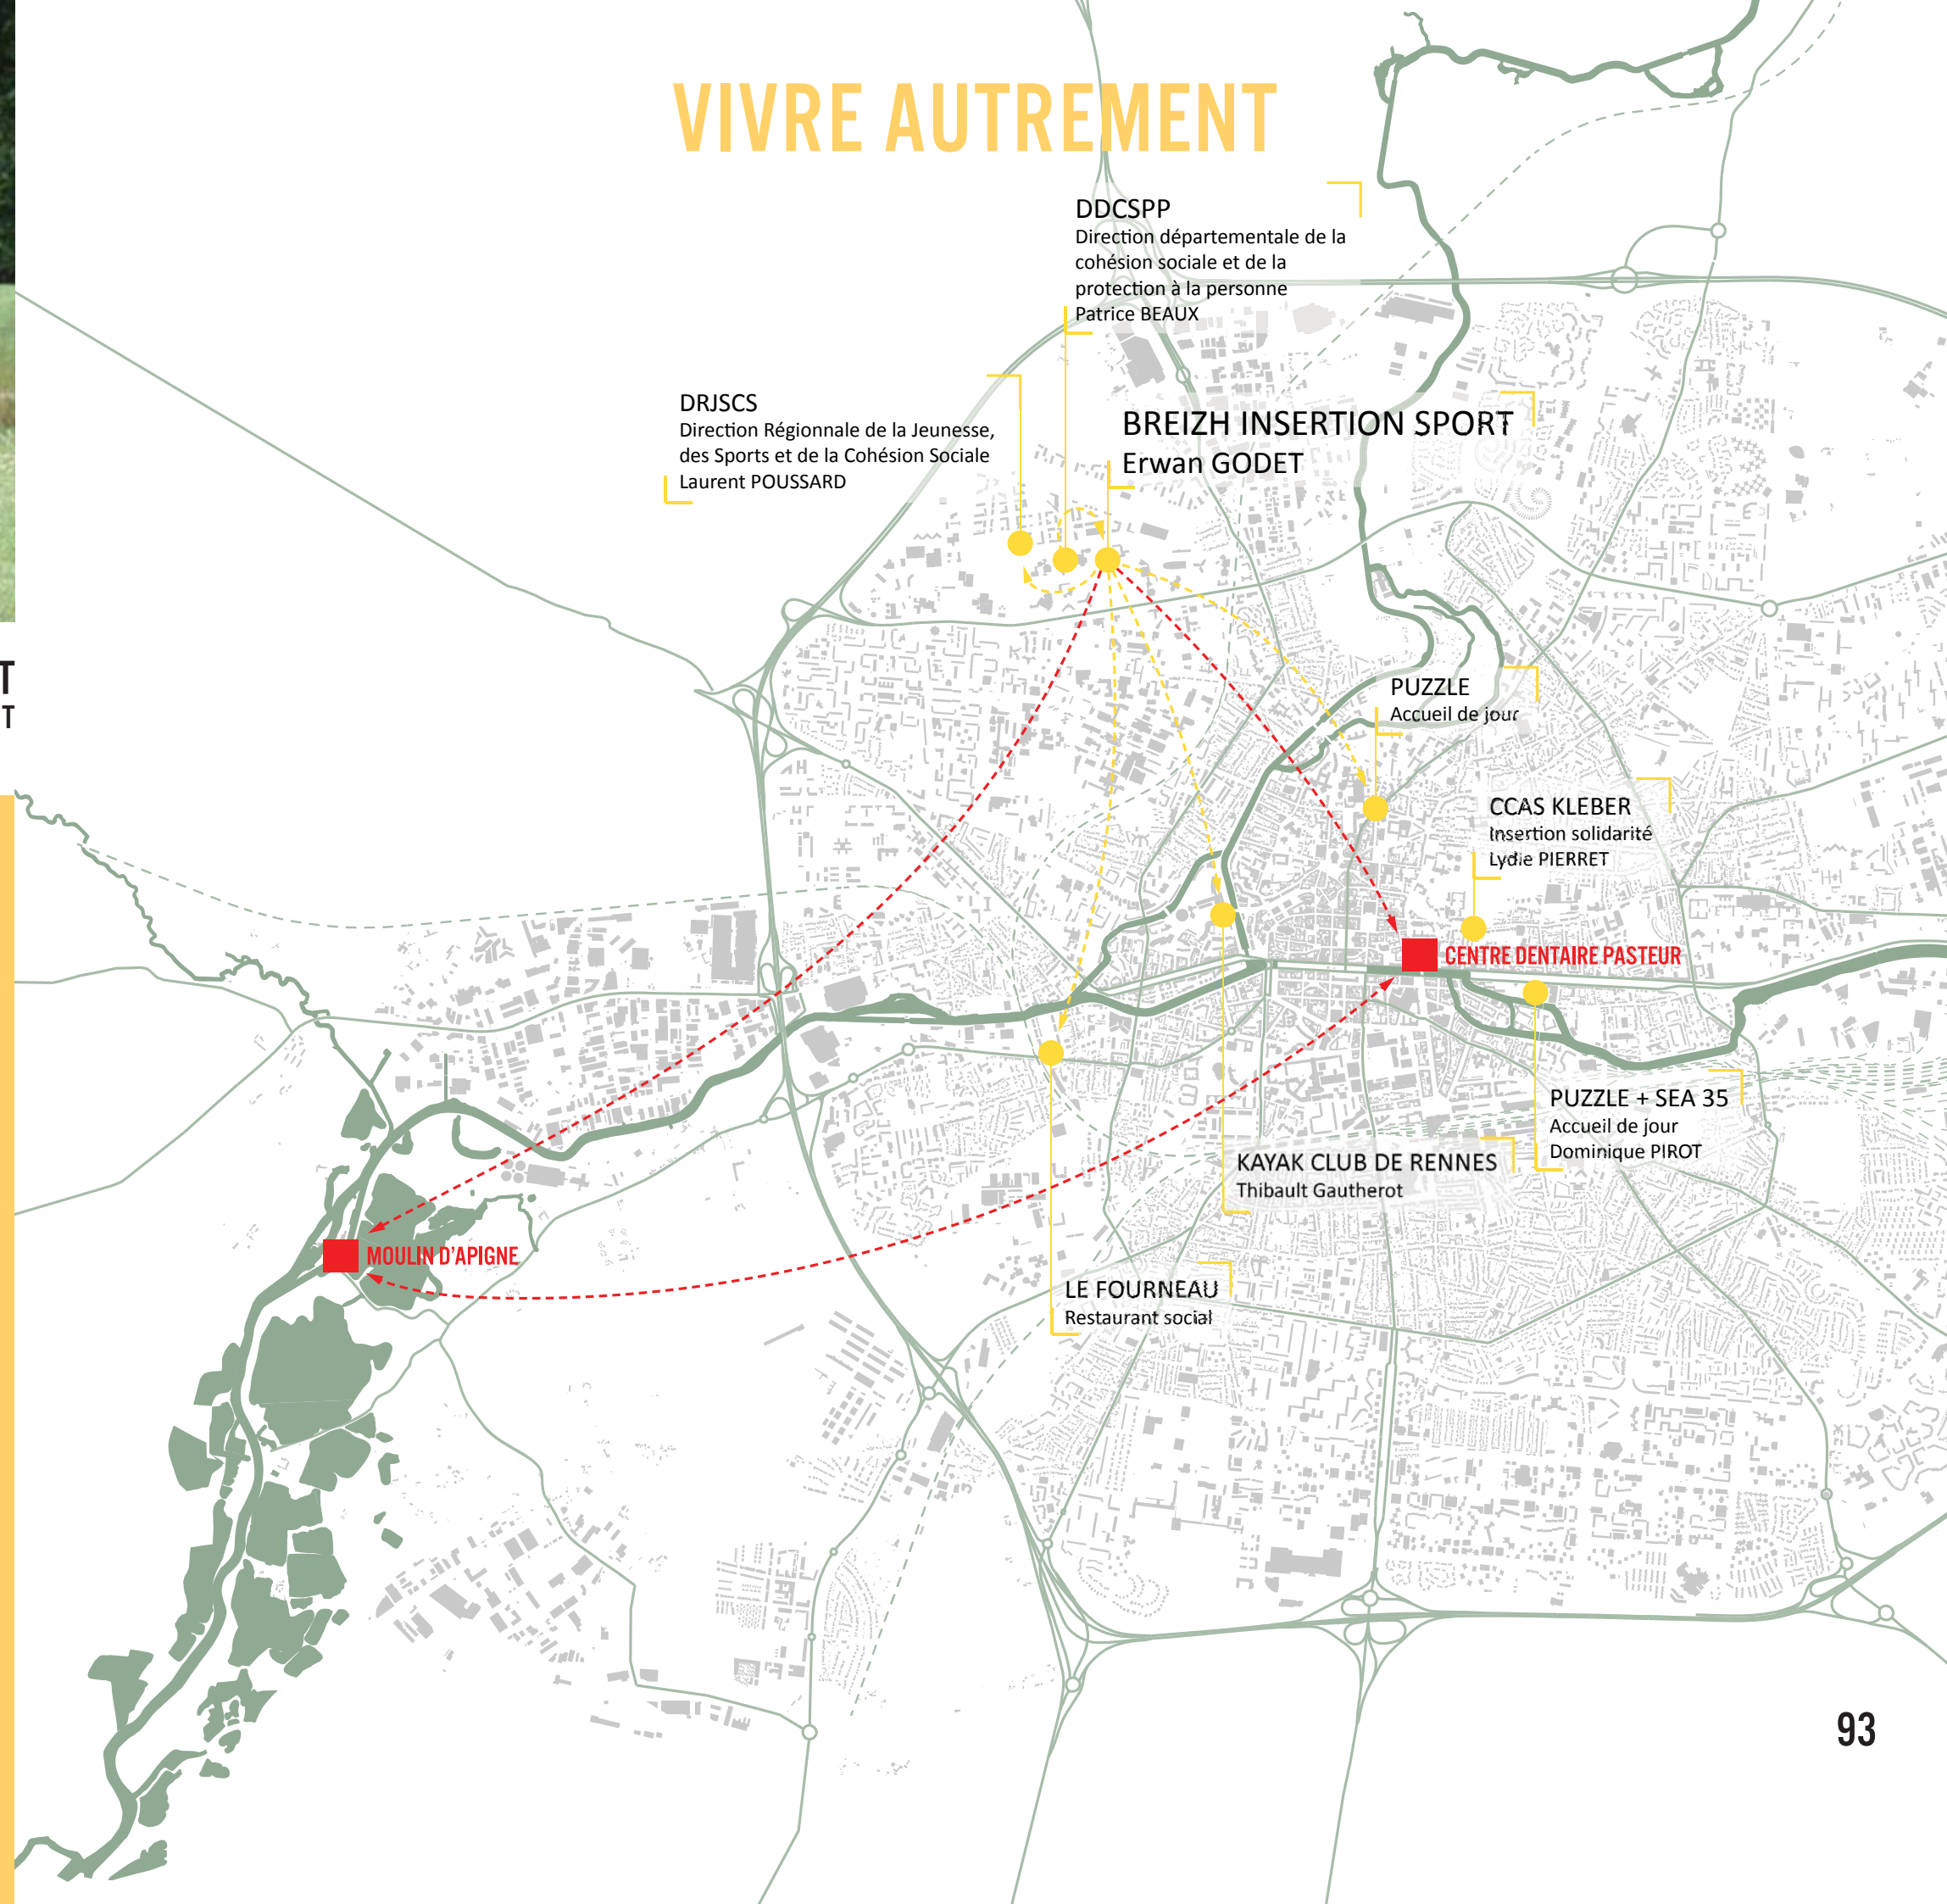 VIVRE AUTREMENT
DDCSPP
Direction départementale de la
cohésion sociale et de la
protection à la personne
Patrice BEAUX
DRJSCS
Direction Régionnale de la Jeunesse,
des Sports et de la Cohésion Sociale
Laurent POUSSARD
BREIZH INSERTION SPORT
Erwan GODET
T
T
PUZZLE
Accueil de jour
CCAS KLEBER
Insertion solidarité
Lydie PIERRET
CENTRE DENTAIRE PASTEUR
PUZZLE + SEA 35
Accueil de jour
Dominique PIROT
KAYAK CLUB DE RENNES
Thibault Gautherot
MOULIN D'APIGNE
LE FOURNEAU
Restaurant social
93